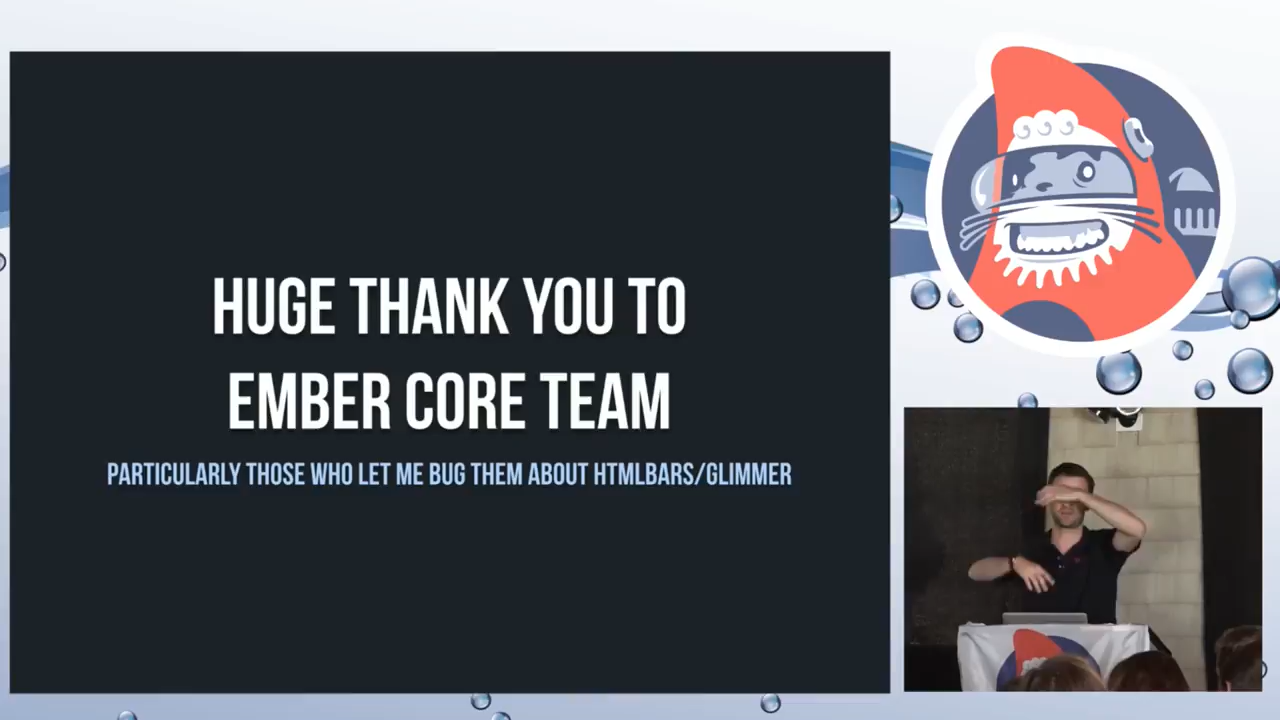 HUGE THANK YOU TO
EMBER CORE TEAM
PARTICULARLY THOSE WHO LET ME BUG THEM ABOUT HTMLBARS/GLIMMER